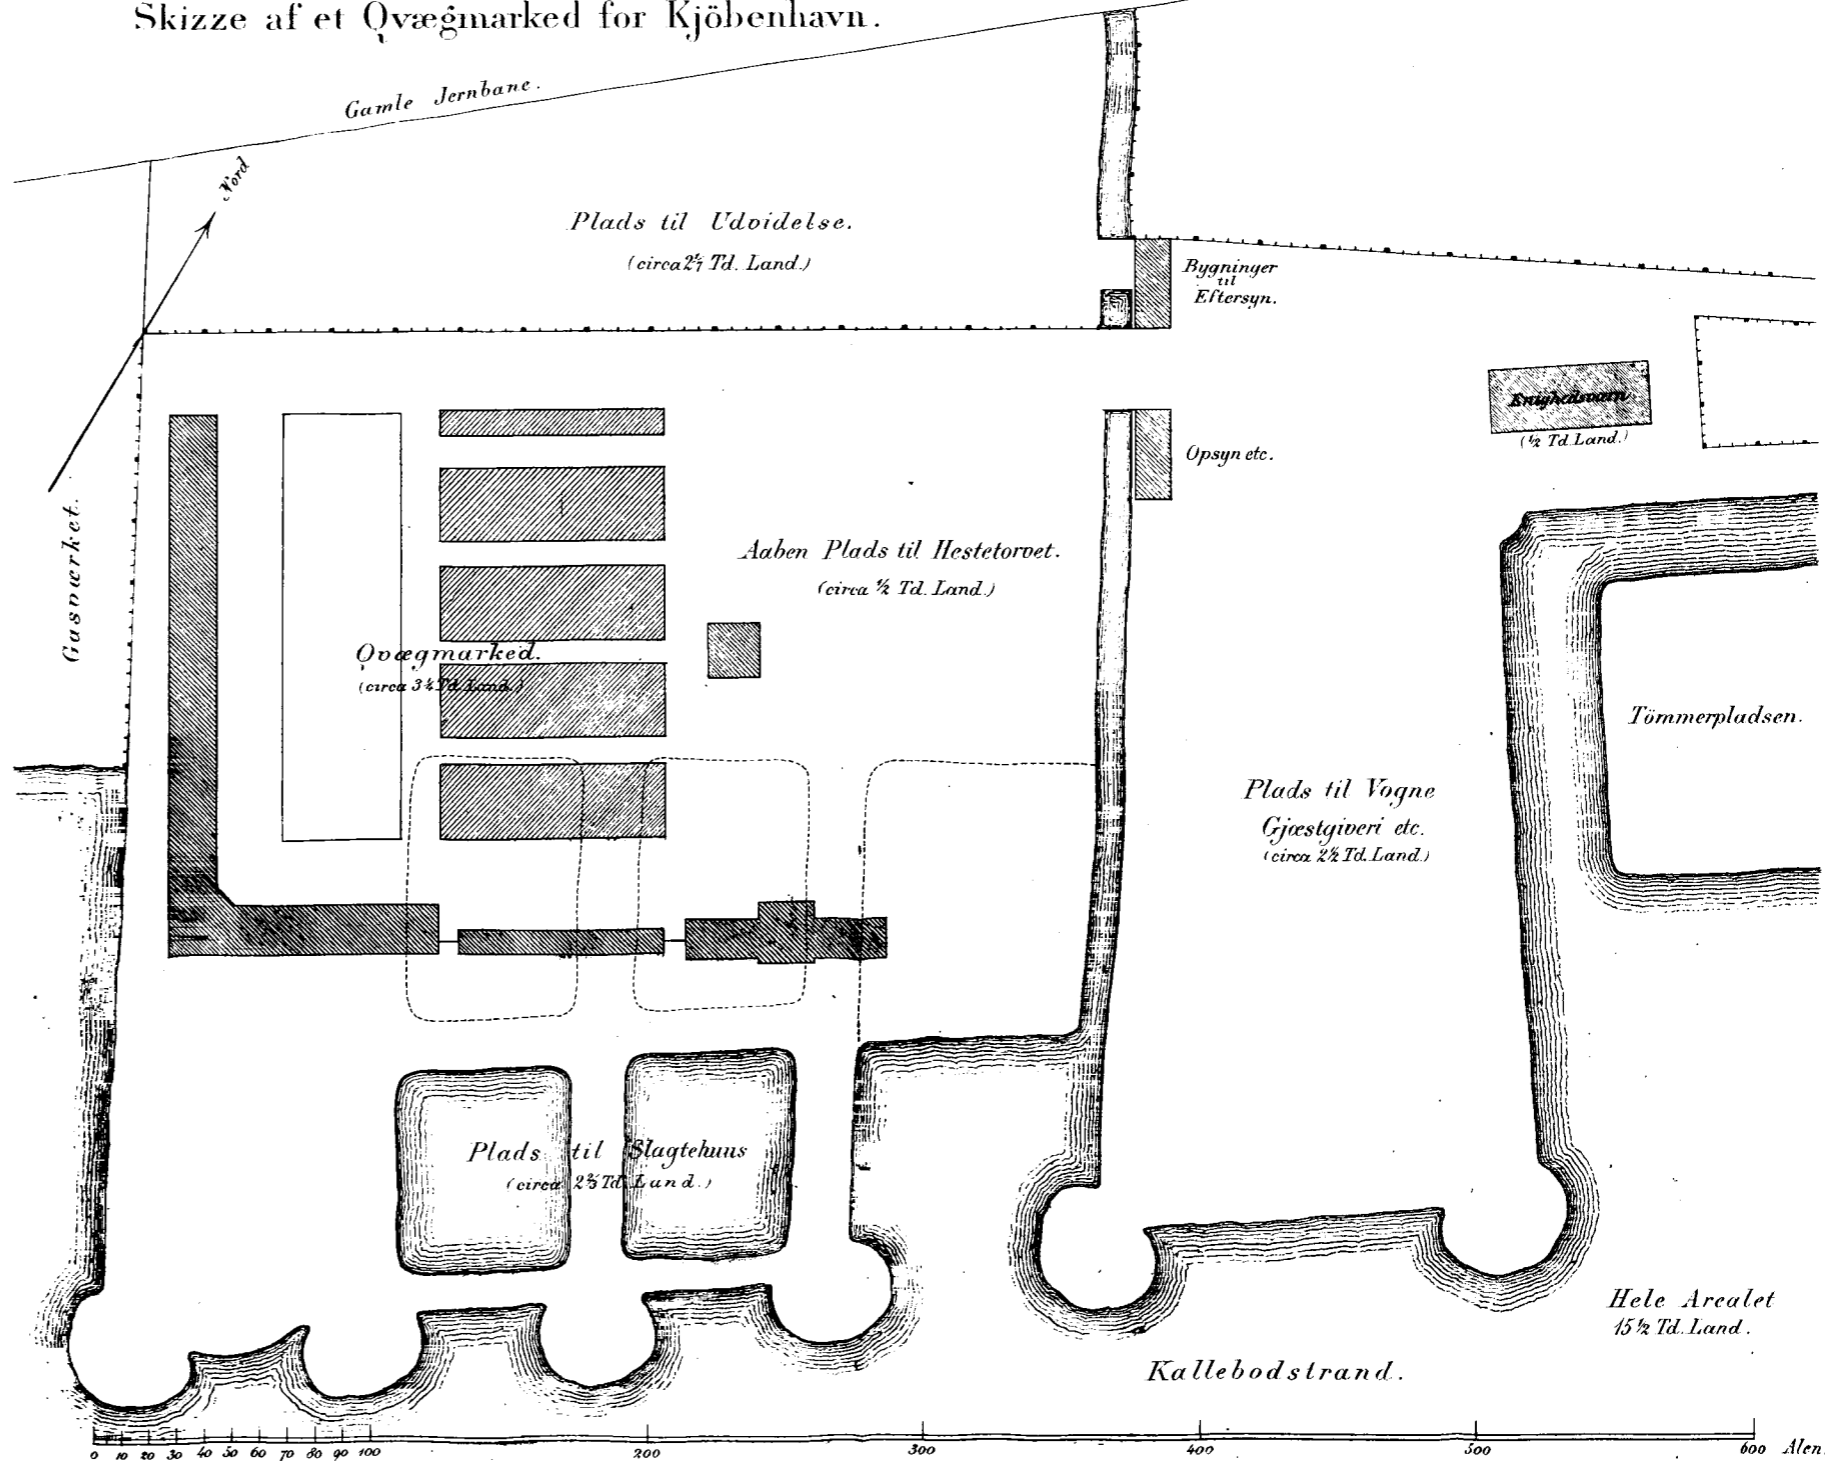 Skizze af et Qvægmarked for Kjöbenhavn.
Gamle Jernbane.
Nord
Plads til Udvidelse.
(circa 2 1/7 Td. Land.)
Bygninger
til
Eftersyn.
Enighedsværn
(1/2 Td. Land.)
Opsyn etc.
Gasværket.
Aaben Plads til Hestetorvet.
(circa 1/2 Td. Land.)
Qvægmarked.
(circa 3 1/4 Td. Land.)
Tömmerpladsen.
Plads til Vogne
Gjæstgiveri etc.
(circa 2 1/2 Td. Land.)
Plads til Slagtehuus
(circa 2 2/3 Td. Land.)
Hele Arealet
15 1/2 Td. Land.
Kallebodstrand.
0 10 20 30 40 50 60 70 80 90 100 200 300 400 500 600 Alen.